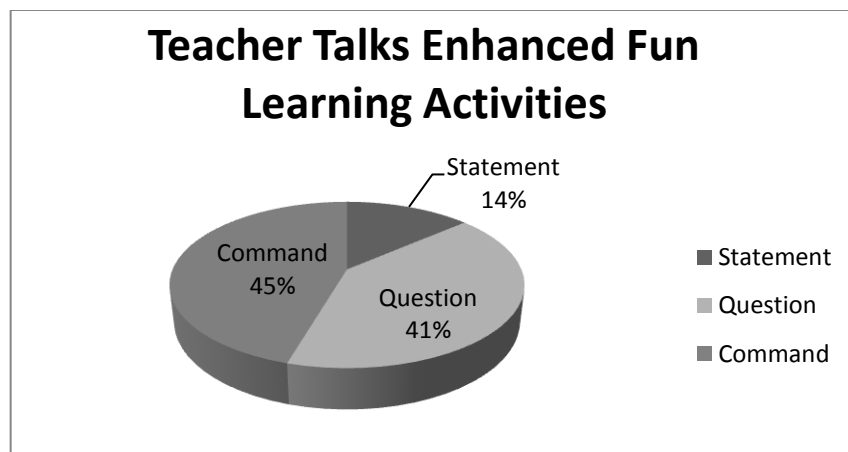 Teacher Talks Enhanced Fun
Learning Activities
Statement
14%
Command
45%
Question
41%
Statement
Question
Command